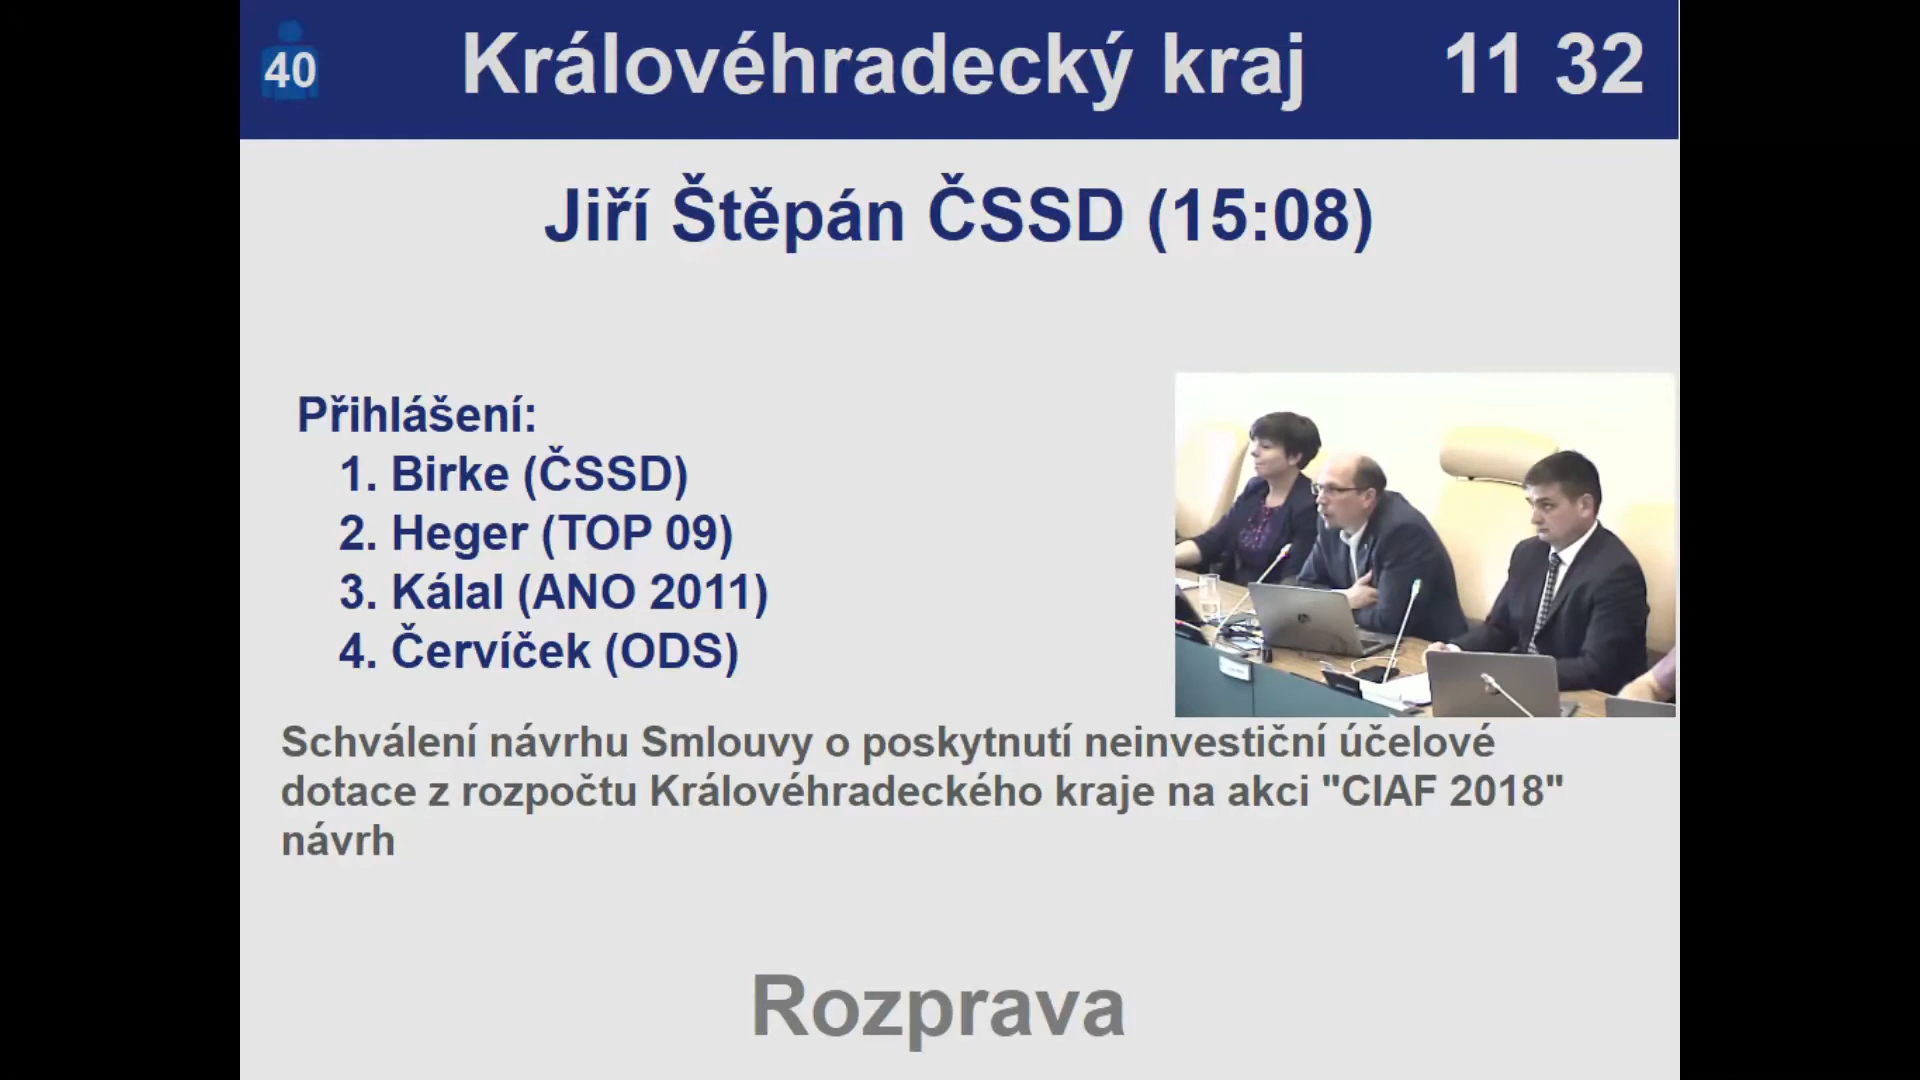 40
Královéhradecký kraj
11 32
Jiří Štěpán ČSSD (15:08)
Přihlášení:
1. Birke (ČSSD)
2. Heger (TOP 09)
3. Kálal (ANO 2011)
4. Červíček (ODS)
Schválení návrhu Smlouvy o poskytnutí neinvestiční účelové
dotace z rozpočtu Královéhradeckého kraje na akci "CIAF 2018"
návrh
Rozprava